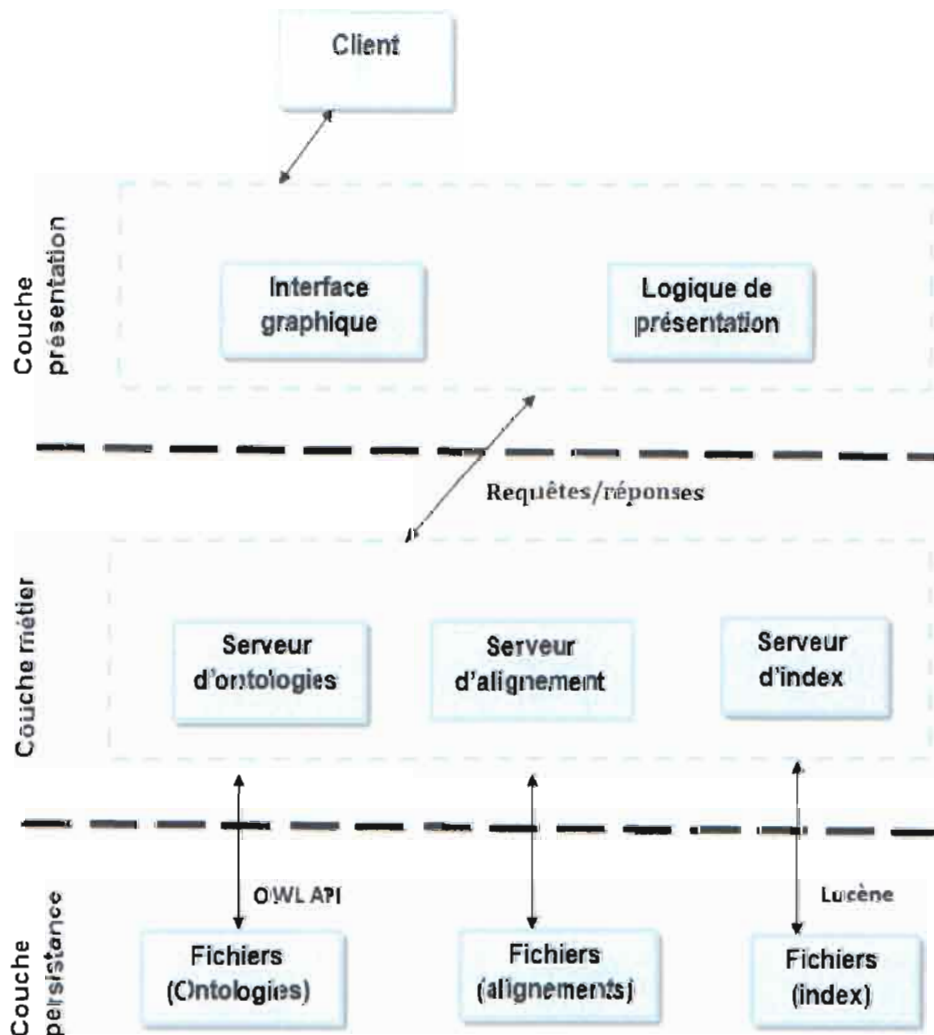 Client
Couche
présentation
Interface
graphique
Logique de
présentation
Requêtes/réponses
Couche métier
Serveur
d'ontologies
Serveur
d'alignement
Serveur
d'index
OWL API
Lucène
Couche
persistance
Fichiers
(Ontologies)
Fichiers
(alignements)
Fichiers
(index)